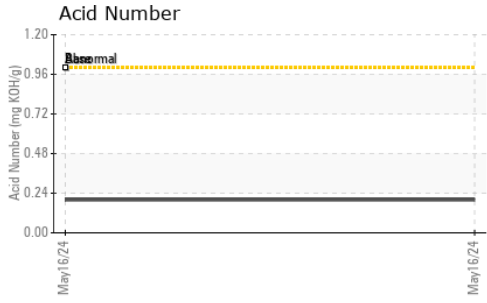 Acid Number
1.20
Abnormal
0.96
0.72
0.48
0.24
0.00
Acid Number (mg KOH/g)
May16/24
May16/24